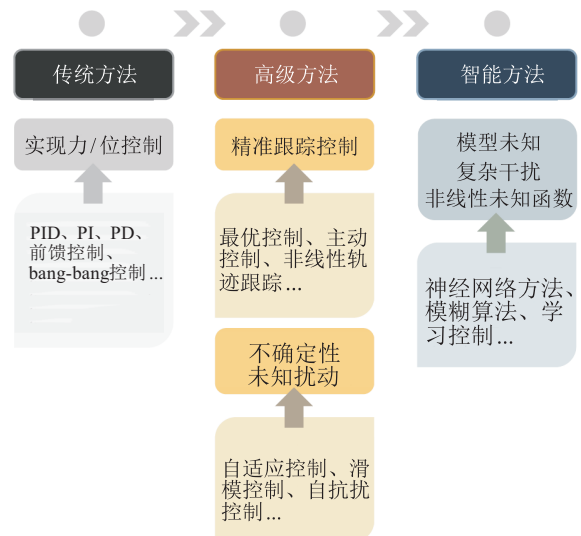 传统方法
实现力/位控制
PID、PI、PD、
前馈控制、
bang-bang控制...
高级方法
精准跟踪控制
最优控制、主动
控制、非线性轨
迹跟踪...
不确定性
未知扰动
自适应控制、滑
模控制、自抗扰
控制...
智能方法
模型未知
复杂干扰
非线性未知函数
神经网络方法、
模糊算法、学
习控制...